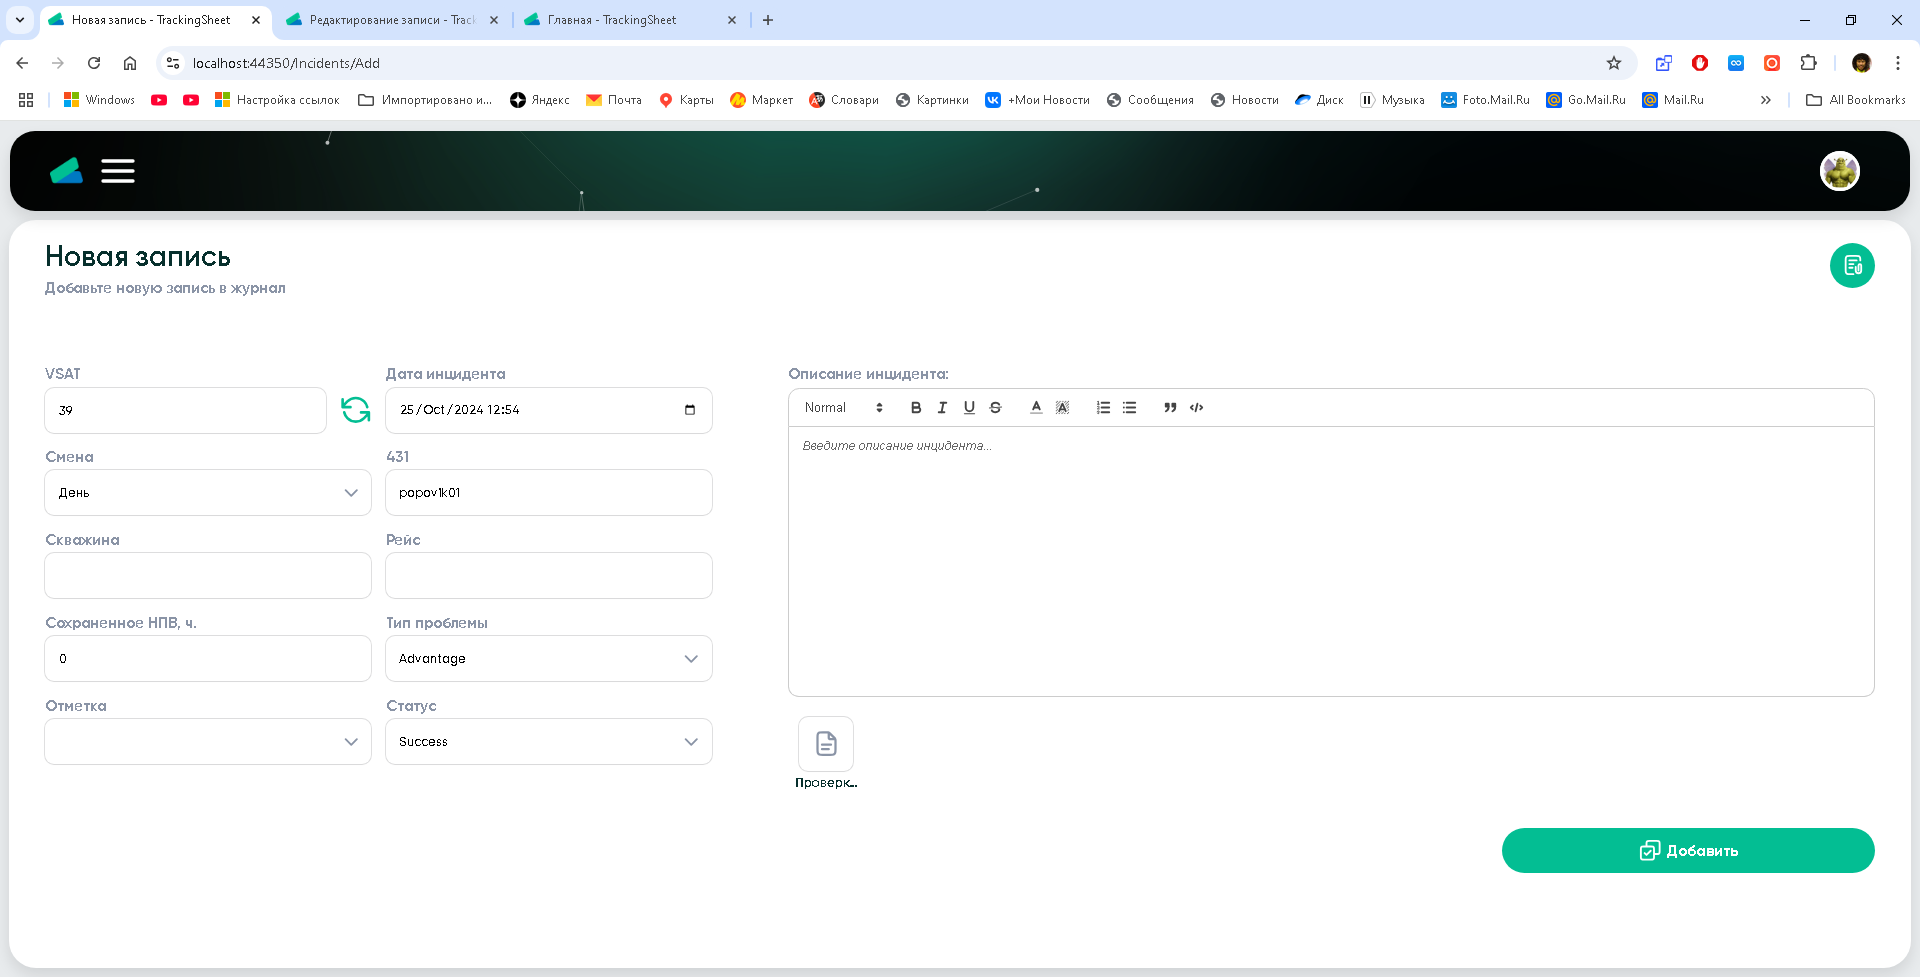 Новая запись - TrackingSheet
Редактирование записи - Track
Главная - TrackingSheet
localhost:44350/Incidents/Add
Windows
Настройка ссылок
Импортировано и...
Яндекс
Почта
Карты
Маркет
Словари
Картинки
+Мои Новости
Сообщения
Новости
Диск
Музыка
Foto.Mail.Ru
Go.Mail.Ru
Mail.Ru
All Bookmarks
Новая запись
Добавьте новую запись в журнал
VSAT
Дата инцидента
39
25/Oct/2024 12:54
Смена
431
День
popov1k01
Скважина
Рейс
Сохраненное НПВ, ч.
Тип проблемы
0
Advantage
Отметка
Статус
Success
Описание инцидента:
Normal
Введите описание инцидента...
Проверк...
Добавить